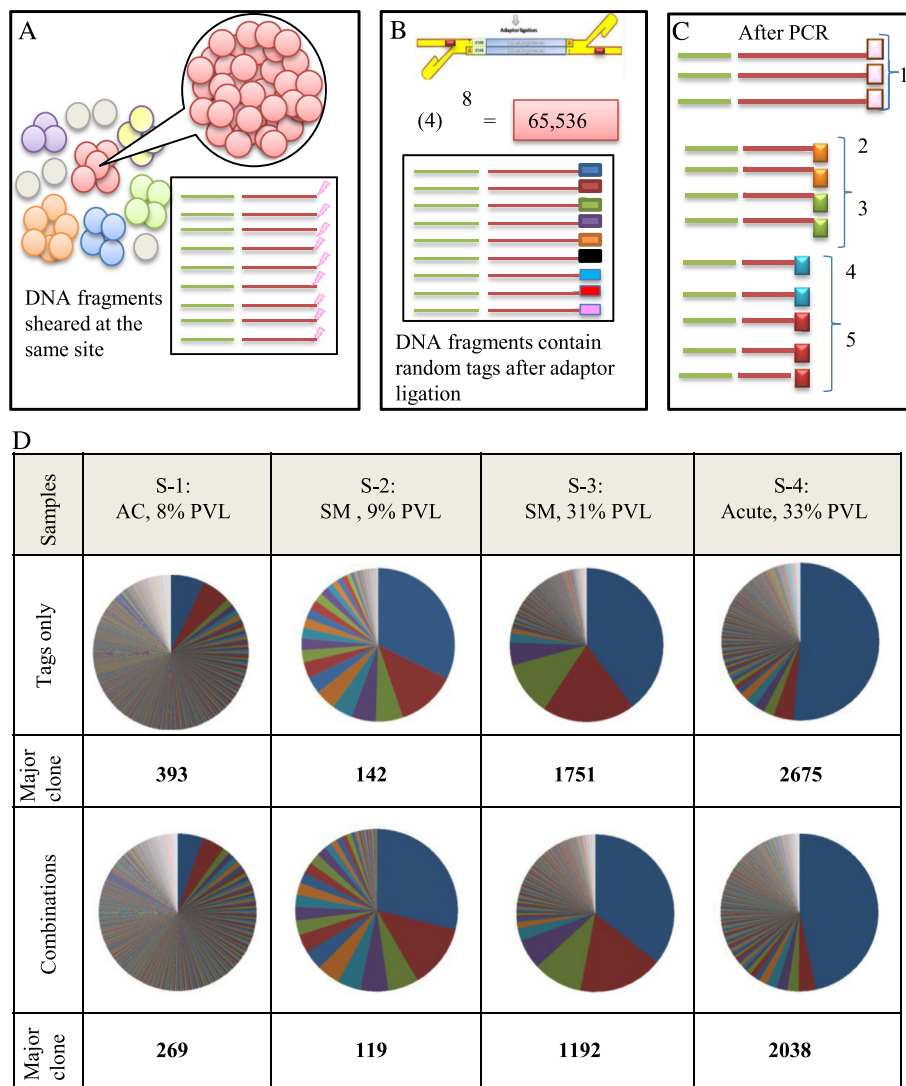 A
DNA fragments
sheared at the
same site
B
Adaptor ligation
(4)
8
=
65,536
DNA fragments contain
random tags after adaptor
ligation
C
After PCR
1
2
3
4
5
D
Samples
S-1:
AC, 8% PVL
S-2:
SM , 9% PVL
S-3:
SM, 31% PVL
S-4:
Acute, 33% PVL
Tags only
Major
clone
393
142
1751
2675
Combinations
Major
clone
269
119
1192
2038